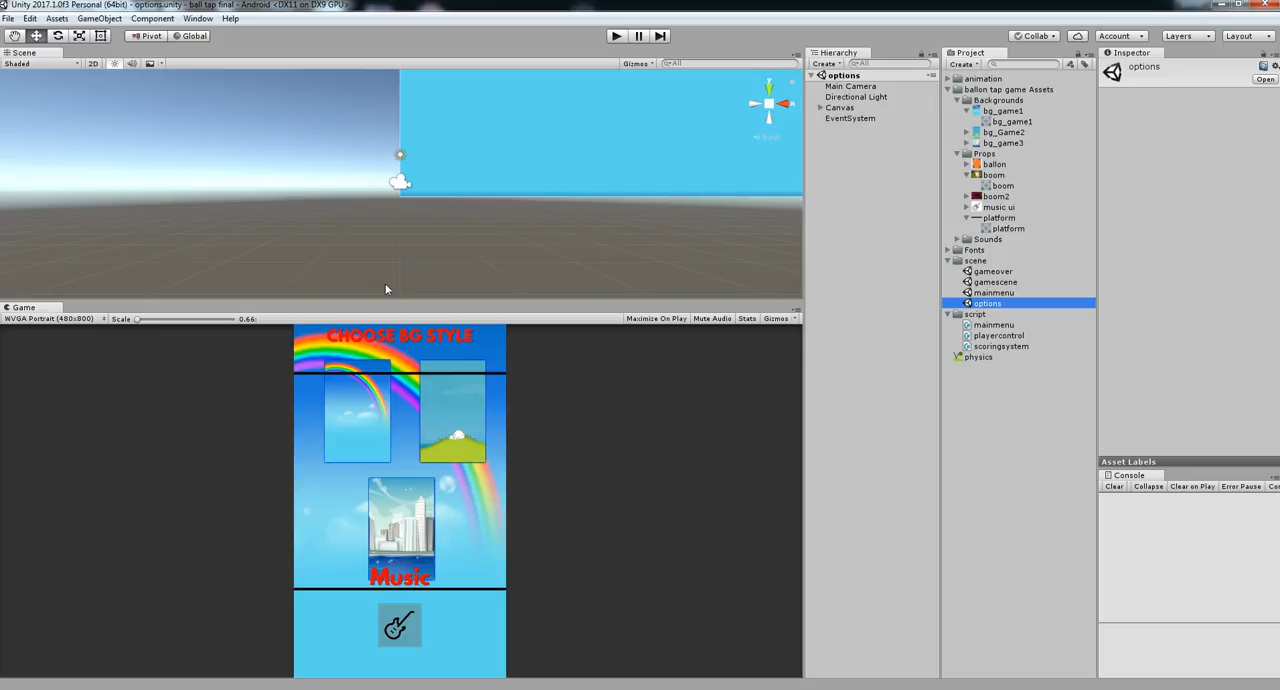 Unity 2017.1.0f3 Personal (64bit) - options.unity - ball tap final - Android <DX11 on DX9 GPU>
File Edit Assets GameObject Component Window Help
Pivot Global Collab Account Layers Layout
Scene Hierarchy Project Inspector
Shaded 2D Gizmos All Create All Create
options
Open
Main Camera
Directional Light
Canvas
EventSystem
y
Back
animation
ballon tap game Assets
Backgrounds
bg_game1
bg_game1
bg_Game2
bg_game3
Props
ballon
boom
boom
boom2
music ui
platform
platform
Sounds
Fonts
scene
gameover
gamescene
mainmenu
options
script
mainmenu
playercontrol
scoringsystem
physics
options
Game
WVGA Portrait (480x800) Scale 0.66: Maximize On Play Mute Audio Stats Gizmos
CHOOSE BG STYLE
Music
Asset Labels
Console
Clear Collapse Clear on Play Error Pause